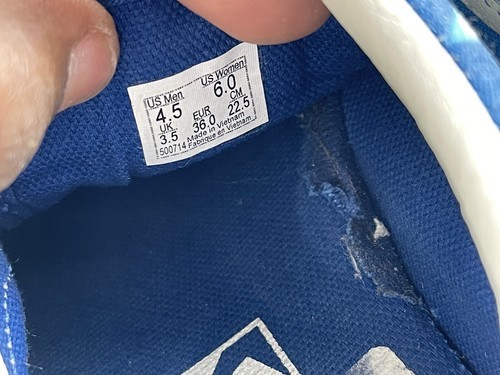 US Men US Women
4.5 6.0
UK EUR CM
3.5 36.0 22.5
Made in Vietnam
500714 Fabriqué en Vietnam